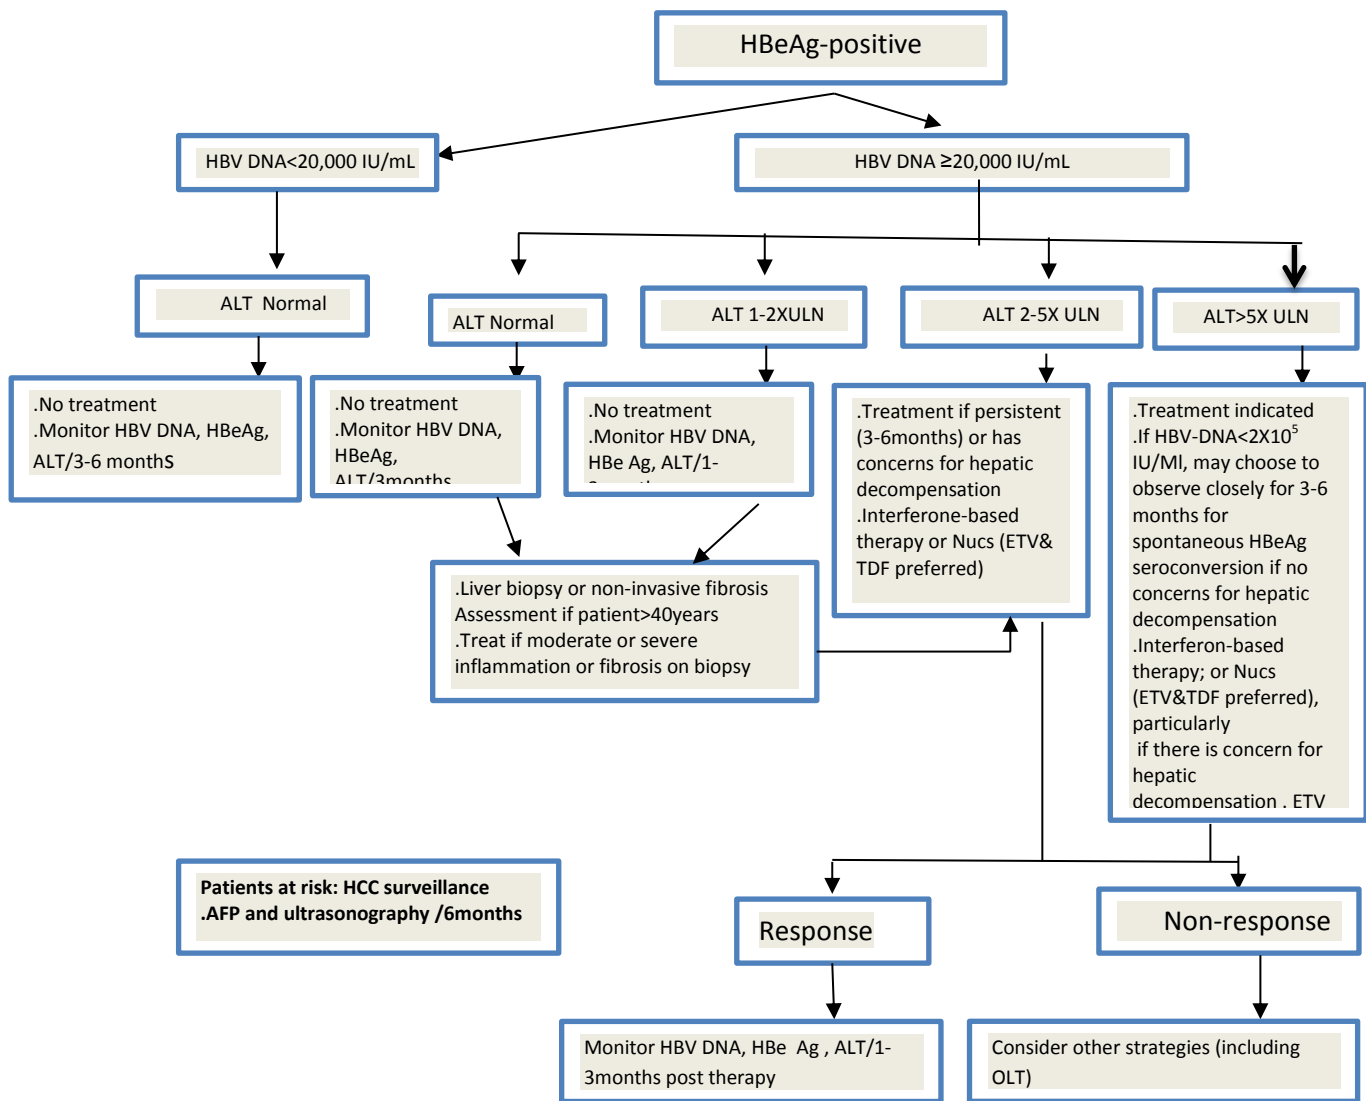 HBeAg-positive
HBV DNA<20,000 IU/mL
HBV DNA ≥20,000 IU/mL
ALT Normal
ALT Normal
ALT 1-2XULN
ALT 2-5X ULN
ALT>5X ULN
.No treatment
.Monitor HBV DNA, HBeAg,
ALT/3-6 monthS
.No treatment
.Monitor HBV DNA,
HBeAg,
ALT/3months
.No treatment
.Monitor HBV DNA,
HBe Ag, ALT/1-
.Treatment if persistent
(3-6months) or has
concerns for hepatic
decompensation
.Interferone-based
therapy or Nucs (ETV&
TDF preferred)
.Treatment indicated
.If HBV-DNA<2X10⁵
IU/Ml, may choose to
observe closely for 3-6
months for
spontaneous HBeAg
seroconversion if no
concerns for hepatic
decompensation
.Interferon-based
therapy; or Nucs
(ETV&TDF preferred),
particularly
if there is concern for
hepatic
decompensation . ETV
.Liver biopsy or non-invasive fibrosis
Assessment if patient>40years
.Treat if moderate or severe
inflammation or fibrosis on biopsy
Patients at risk: HCC surveillance
.AFP and ultrasonography /6months
Response
Non-response
Monitor HBV DNA, HBe Ag , ALT/1-
3months post therapy
Consider other strategies (including
OLT)